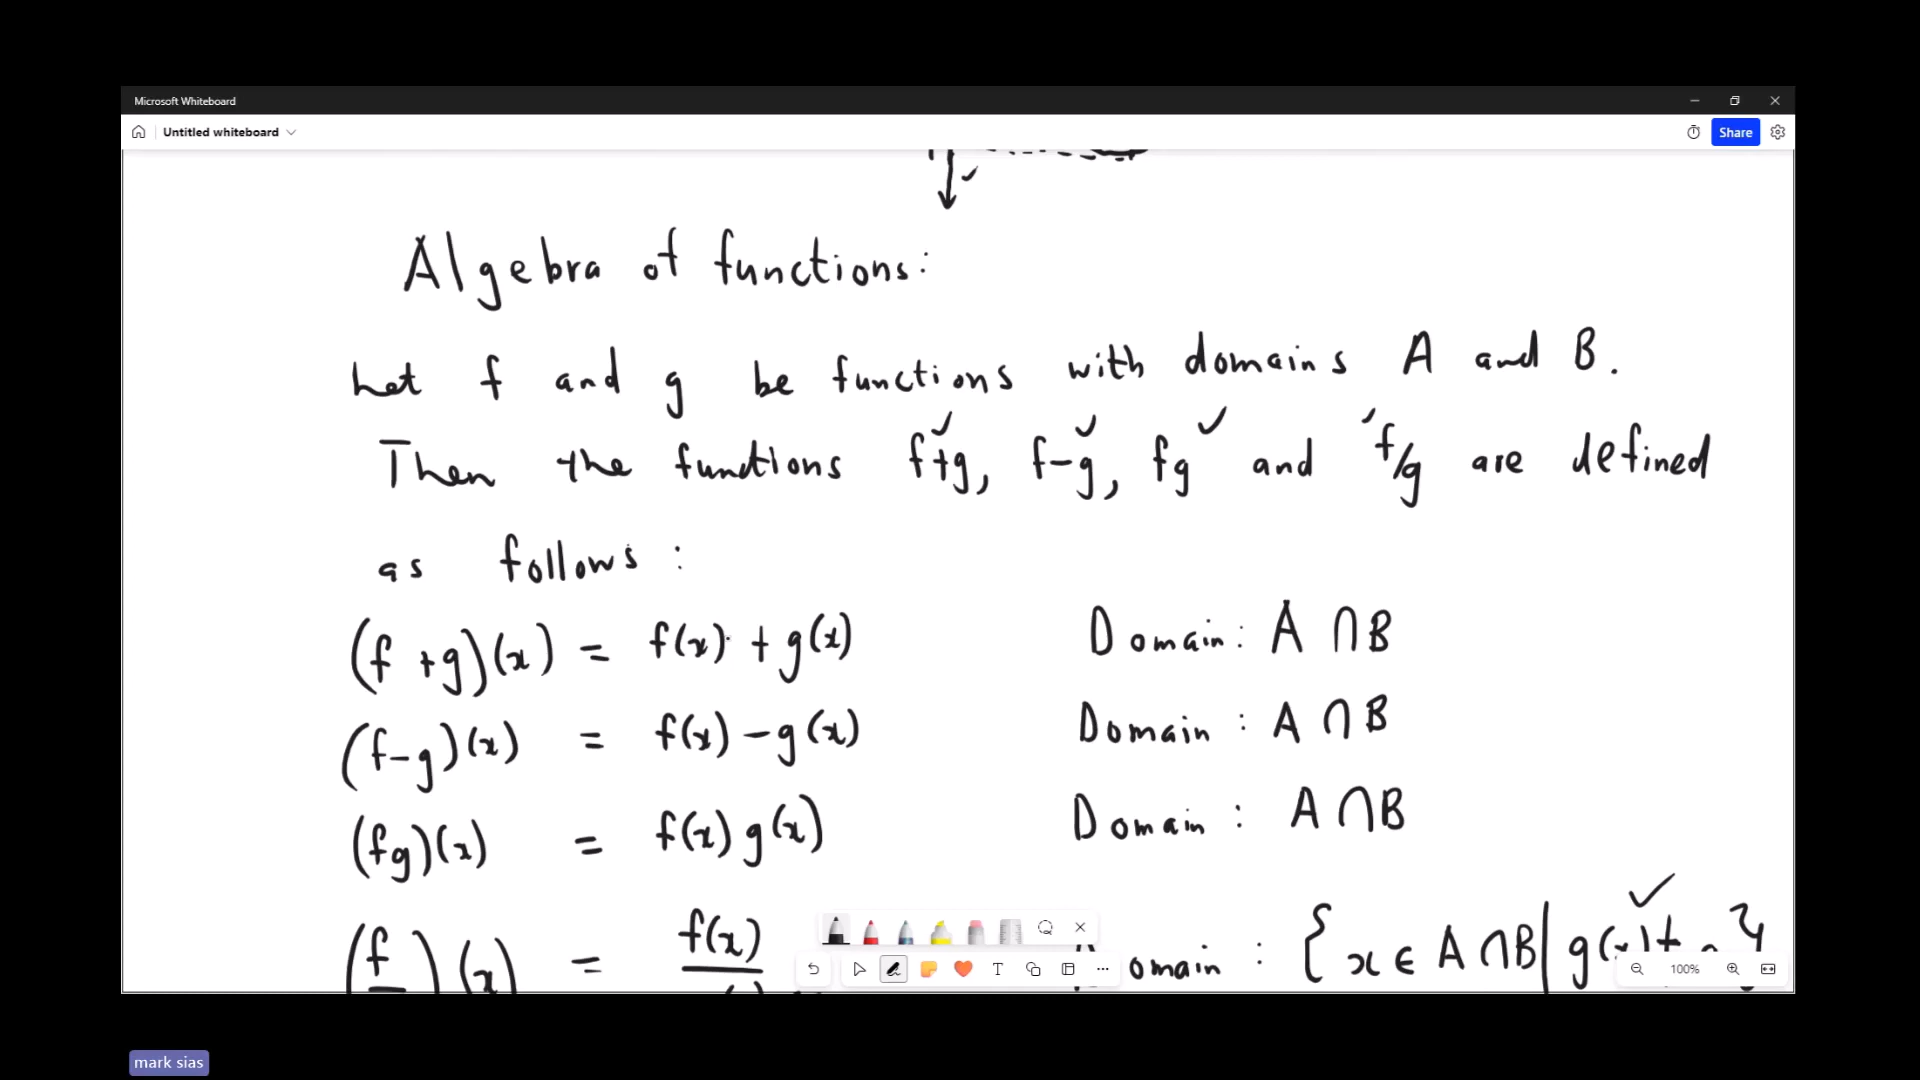 Microsoft Whiteboard
Untitled whiteboard
Share
Algebra of functions:
Let f and g be functions with domains A and B.
Then the functions f+g, f-g, fg and f/g are defined
as follows:
(f+g)(x) = f(x) + g(x) Domain: A ∩ B
(f-g)(x) = f(x) - g(x) Domain: A ∩ B
(fg)(x) = f(x) g(x) Domain: A ∩ B
(f/ )(x) = f(x)/ Domain: {x ∈ A ∩ B | g(x) ≠ }
100%
mark sias